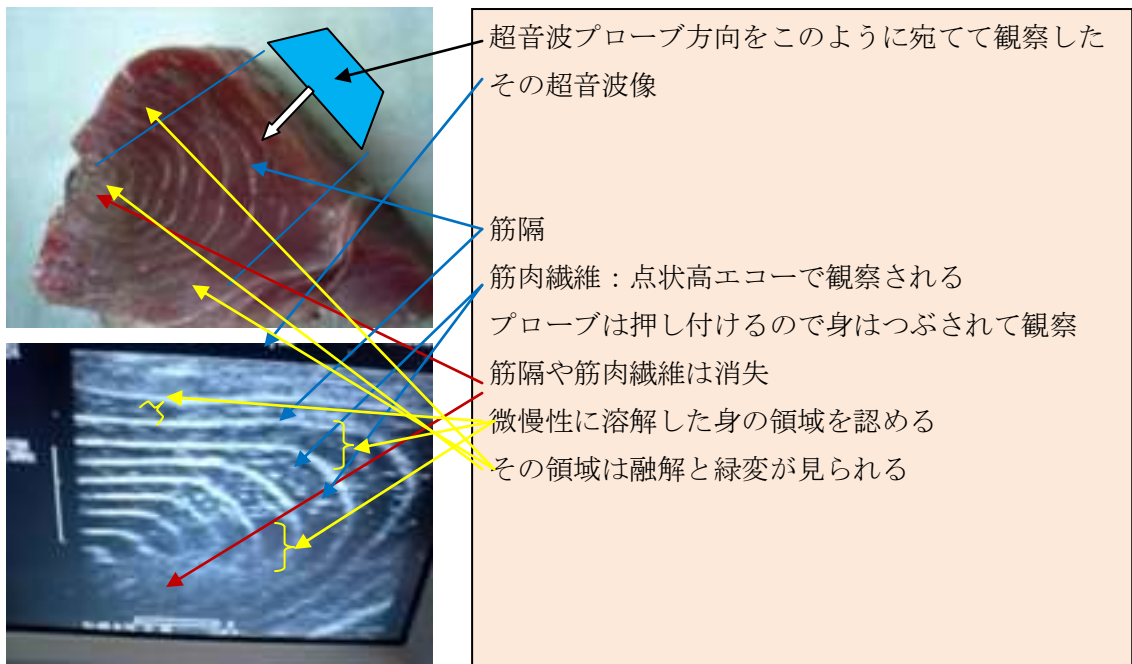 超音波プローブ方向をこのように宛てて観察した
その超音波像
筋隔
筋肉繊維：点状高エコーで観察される
プローブは押し付けるので身はつぶされて観察
筋隔や筋肉繊維は消失
微慢性に溶解した身の領域を認める
その領域は融解と緑変が見られる